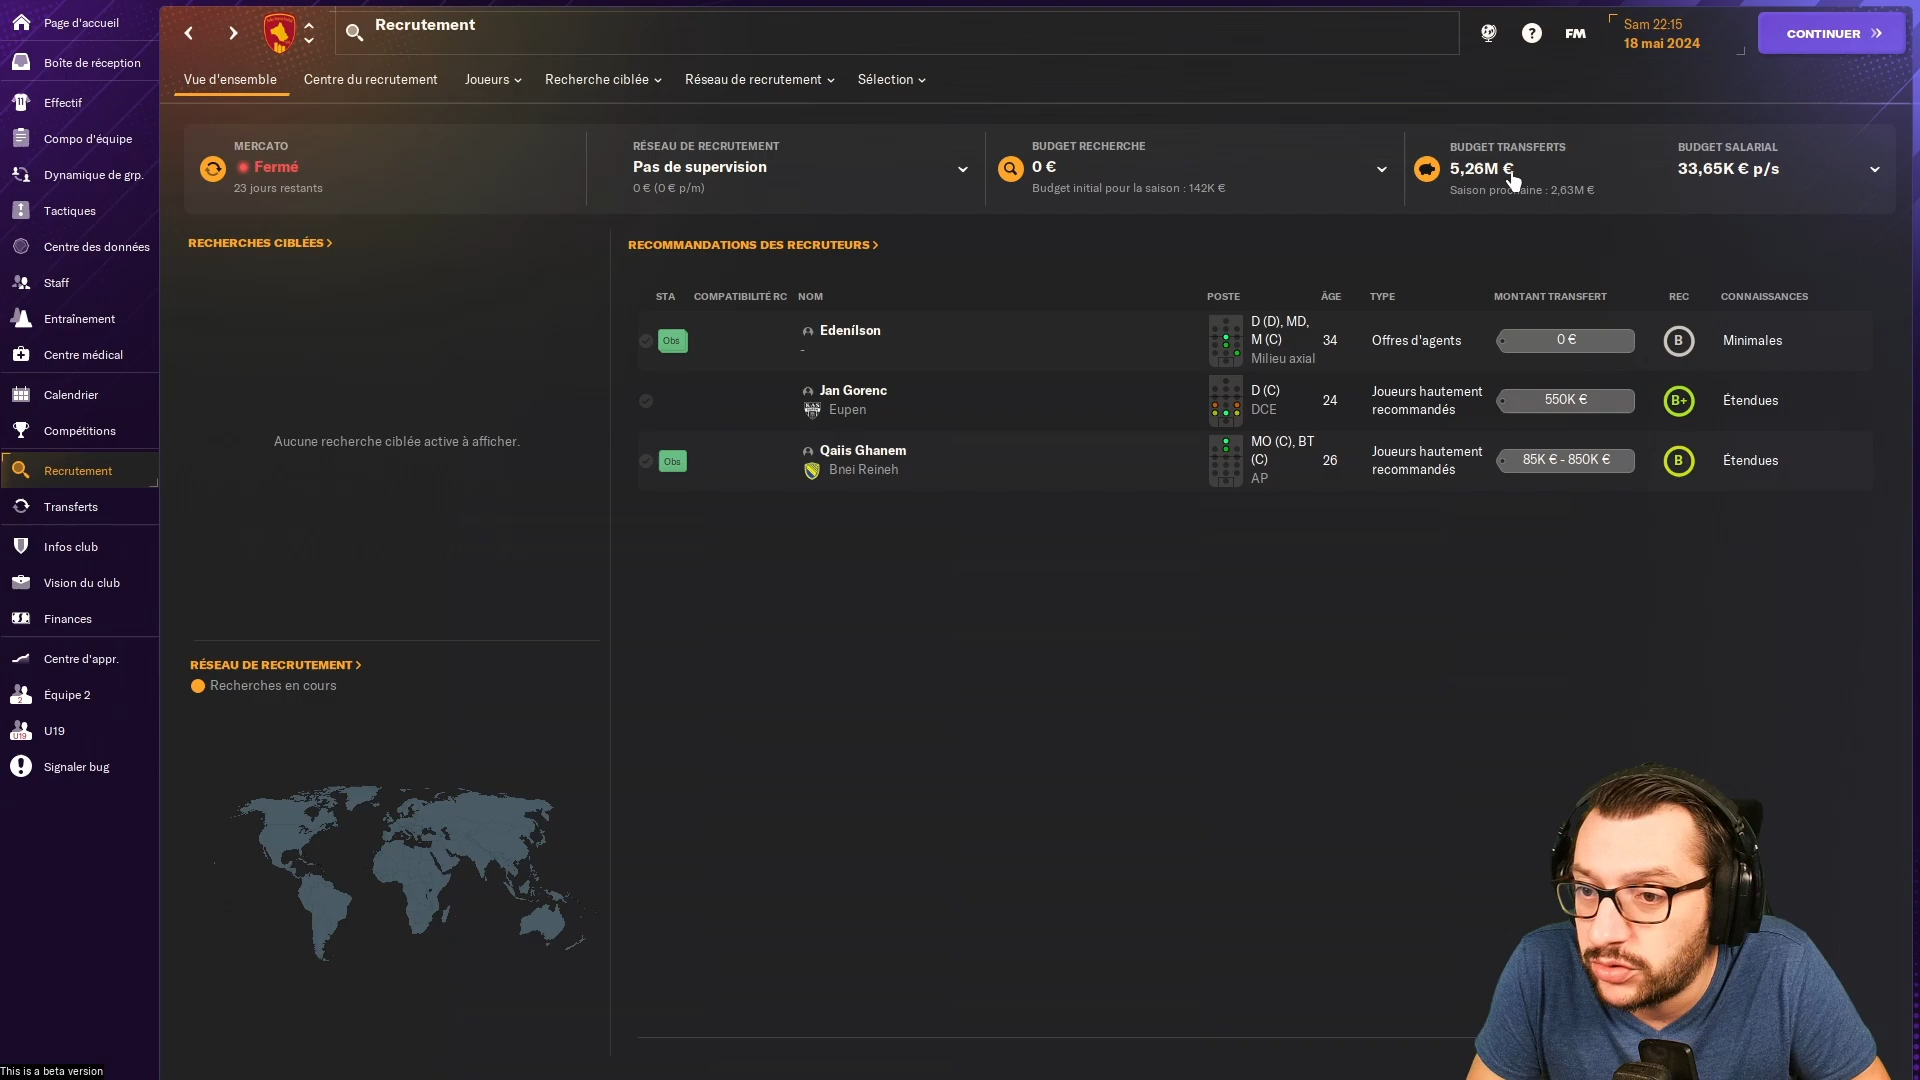 Page d'accueil
Boîte de réception
Effectif
Compo d'équipe
Dynamique de grp.
Tactiques
Centre des données
Staff
Entraînement
Centre médical
Calendrier
Compétitions
Recrutement
Transferts
Infos club
Vision du club
Finances
Centre d'appr.
Équipe 2
U19
Signaler bug
This is a beta version
Recrutement
FM
Sam 22:15
18 mai 2024
CONTINUER
Vue d'ensemble
Centre du recrutement
Joueurs
Recherche ciblée
Réseau de recrutement
Sélection
MERCATO
Fermé
23 jours restants
RÉSEAU DE RECRUTEMENT
Pas de supervision
0 € (0 € p/m)
BUDGET RECHERCHE
0 €
Budget initial pour la saison : 142K €
BUDGET TRANSFERTS
5,26M €
Saison prochaine : 2,63M €
BUDGET SALARIAL
33,65K € p/s
RECHERCHES CIBLÉES >
Aucune recherche ciblée active à afficher.
RÉSEAU DE RECRUTEMENT >
Recherches en cours
RECOMMANDATIONS DES RECRUTEURS >
STA COMPATIBILITÉ RC NOM POSTE ÂGE TYPE MONTANT TRANSFERT REC CONNAISSANCES
Obs
Edenílson
-
D (D), MD,
M (C)
Milieu axial
34
Offres d'agents
0 €
B
Minimales
Jan Gorenc
Eupen
D (C)
DCE
24
Joueurs hautement
recommandés
550K €
B+
Étendues
Obs
Qaiis Ghanem
Bnei Reineh
MO (C), BT
(C)
AP
26
Joueurs hautement
recommandés
85K € - 850K €
B
Étendues